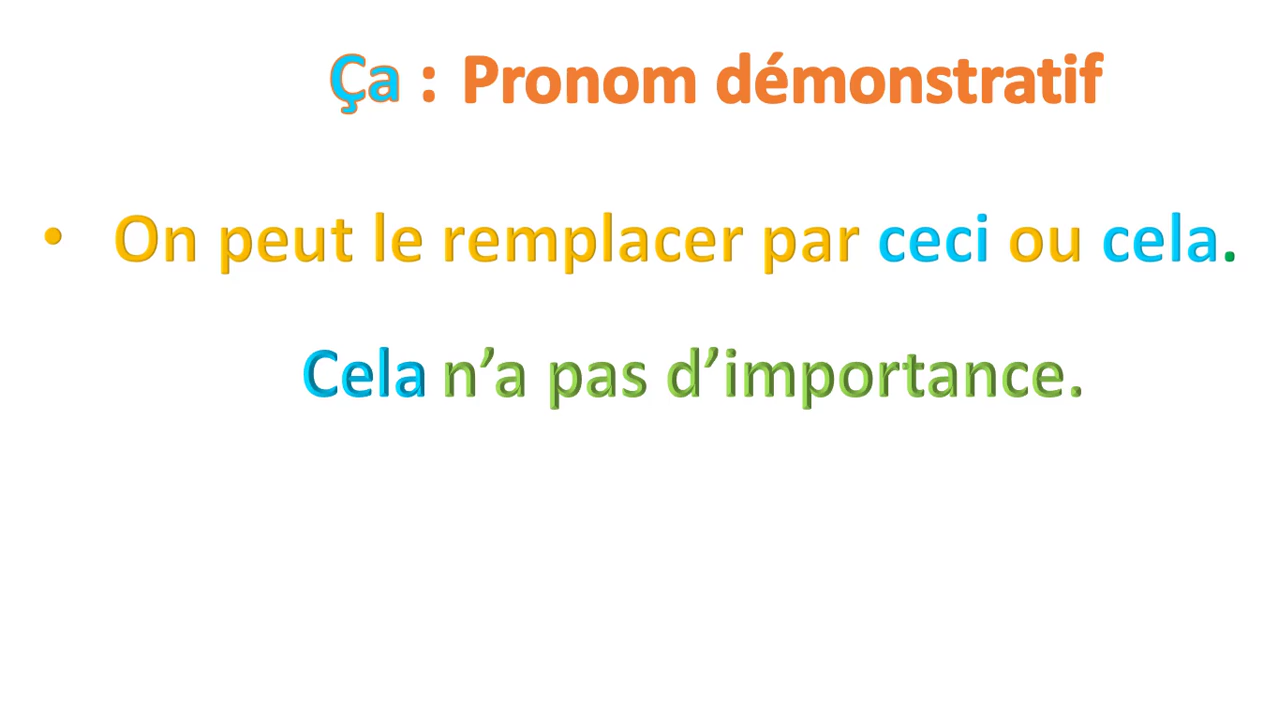 Ça : Pronom démonstratif
• On peut le remplacer par ceci ou cela.
Cela n’a pas d’importance.